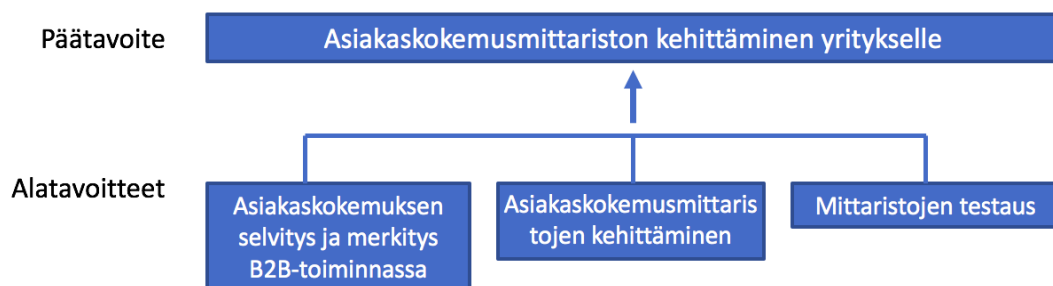 Päätavoite
Asiakaskokemusmittariston kehittäminen yritykselle
Alatavoitteet
Asiakaskokemuksen
selvitys ja merkitys
B2B-toiminnassa
Asiakaskokemusmittaris
tojen kehittäminen
Mittaristojen testaus